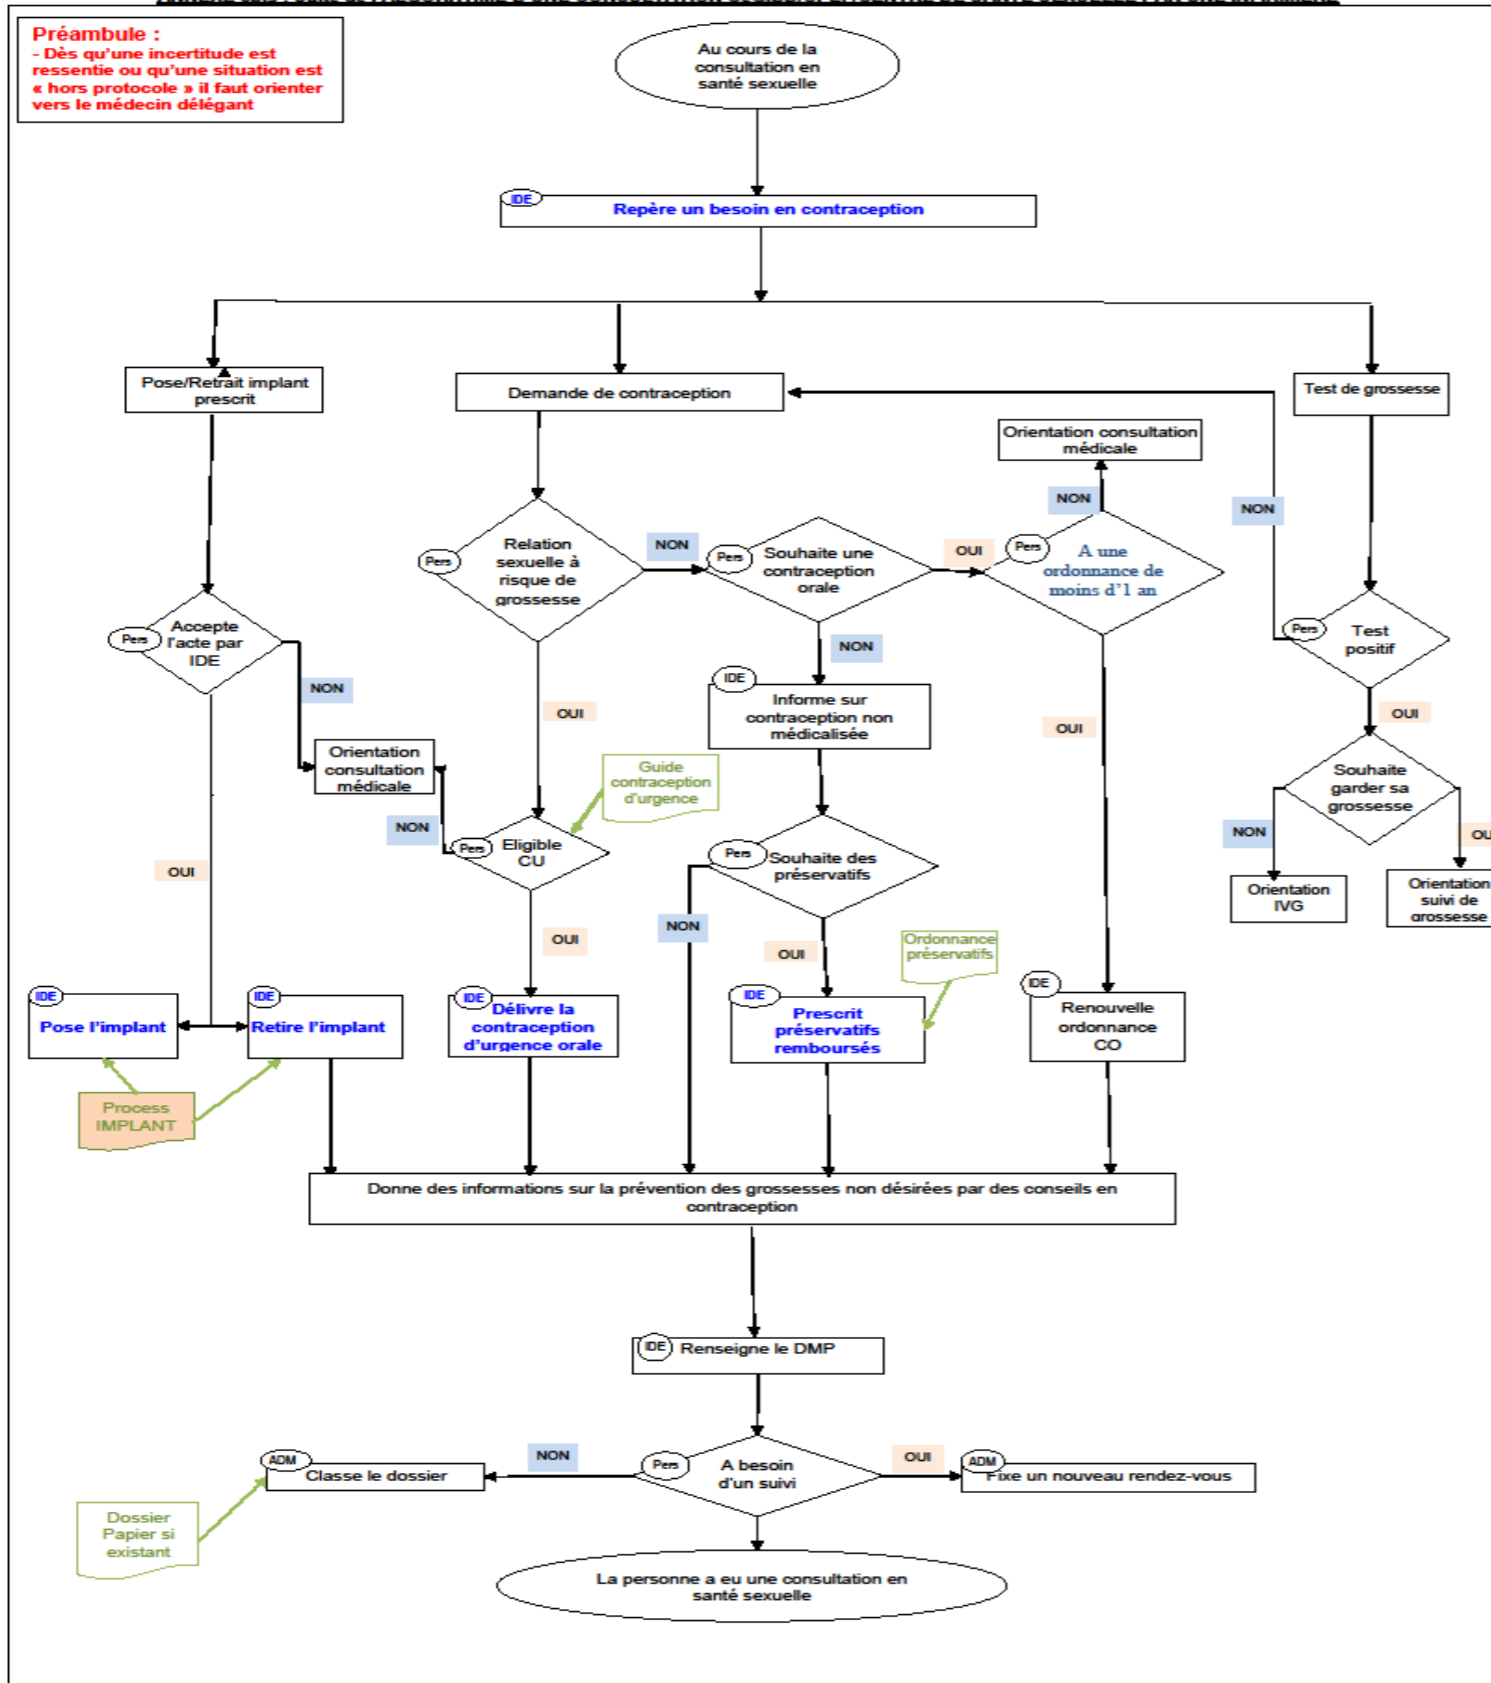 Préambule :
- Dès qu'une incertitude est
ressentie ou qu'une situation est
« hors protocole » il faut orienter
vers le médecin délégant
Au cours de la
consultation en
santé sexuelle
IDE
Repère un besoin en contraception
Pose/Retrait implant
prescrit
Demande de contraception
Test de grossesse
Orientation consultation
médicale
NON
NON
Pers
Relation
sexuelle à
risque de
grossesse
NON
Pers
Souhaite une
contraception
orale
OUI
Pers
A une
ordonnance de
moins d'1 an
Pers
Accepte
l'acte par
IDE
Pers
Test
positif
NON
NON
IDE
Informe sur
contraception non
médicalisée
OUI
OUI
OUI
Orientation
consultation
médicale
Guide
contraception
d'urgence
Souhaite
garder sa
grossesse
NON
Pers
Eligible
CU
Pers
Souhaite des
préservatifs
NON
OU
OUI
Orientation
IVG
Orientation
suivi de
grossesse
NON
OUI
OUI
Ordonnance
préservatifs
IDE
Pose l'implant
IDE
Retire l'implant
IDE
Délivre la
contraception
d'urgence orale
IDE
Prescrit
préservatifs
remboursés
IDE
Renouvelle
ordonnance
CO
Process
IMPLANT
Donne des informations sur la prévention des grossesses non désirées par des conseils en
contraception
IDE
Renseigne le DMP
ADM
Classe le dossier
NON
Pers
A besoin
d'un suivi
OUI
ADM
Fixe un nouveau rendez-vous
Dossier
Papier si
existant
La personne a eu une consultation en
santé sexuelle